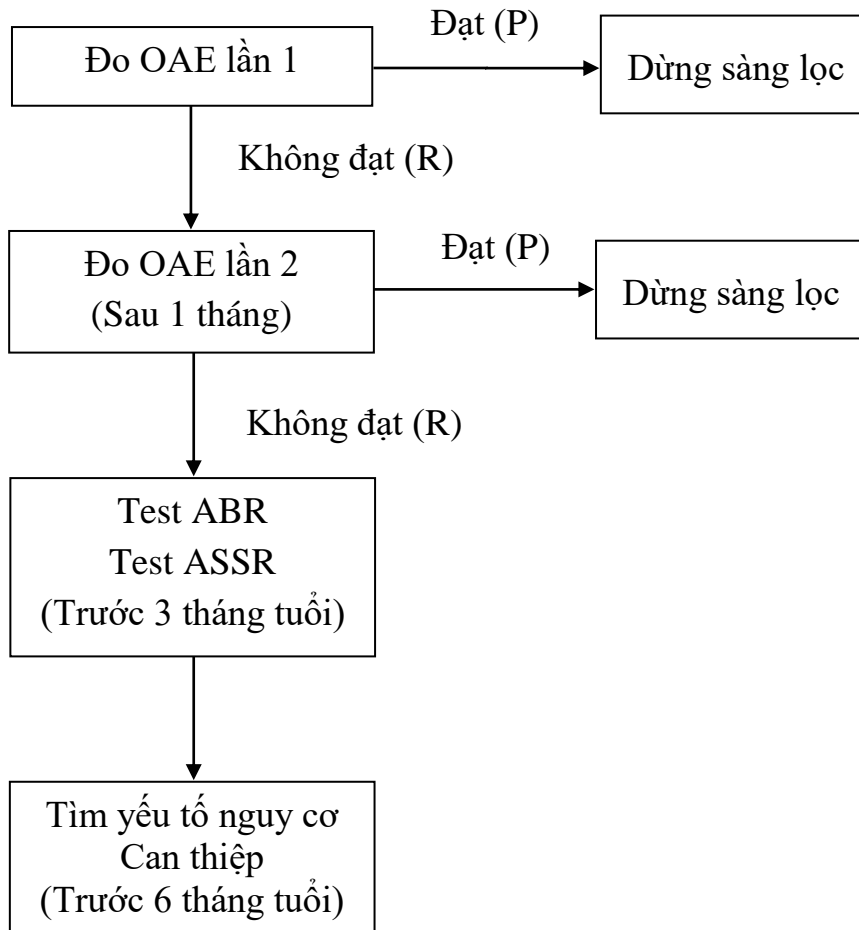 Đo OAE lần 1
Đạt (P)
Dừng sàng lọc
Không đạt (R)
Đo OAE lần 2
(Sau 1 tháng)
Đạt (P)
Dừng sàng lọc
Không đạt (R)
Test ABR
Test ASSR
(Trước 3 tháng tuổi)
Tìm yếu tố nguy cơ
Can thiệp
(Trước 6 tháng tuổi)